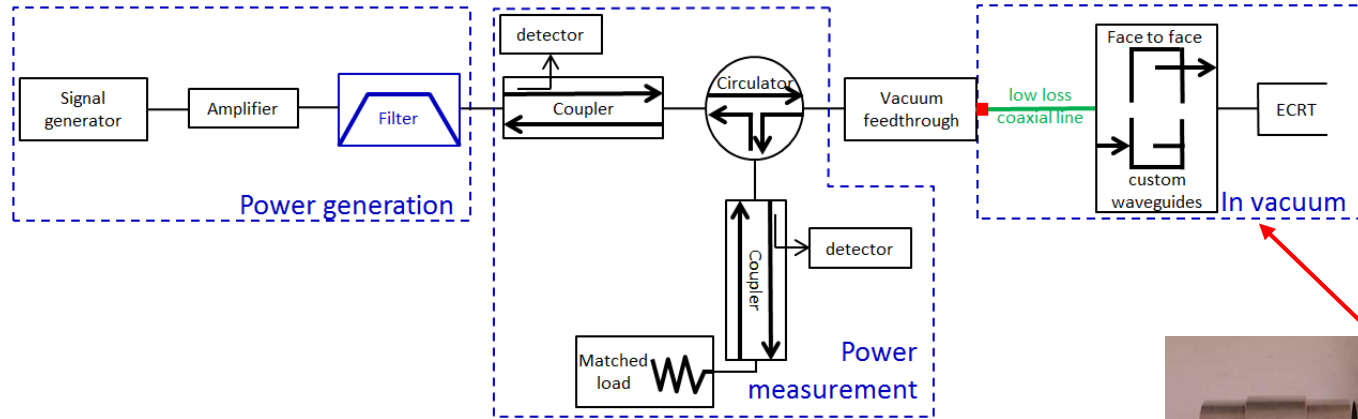 Signal
generator
Amplifier
Filter
Power generation
detector
Coupler
Circulator
Coupler
detector
Matched
load
Power
measurement
Vacuum
feedthrough
low loss
coaxial line
Face to face
custom
waveguides
ECRT
In vacuum